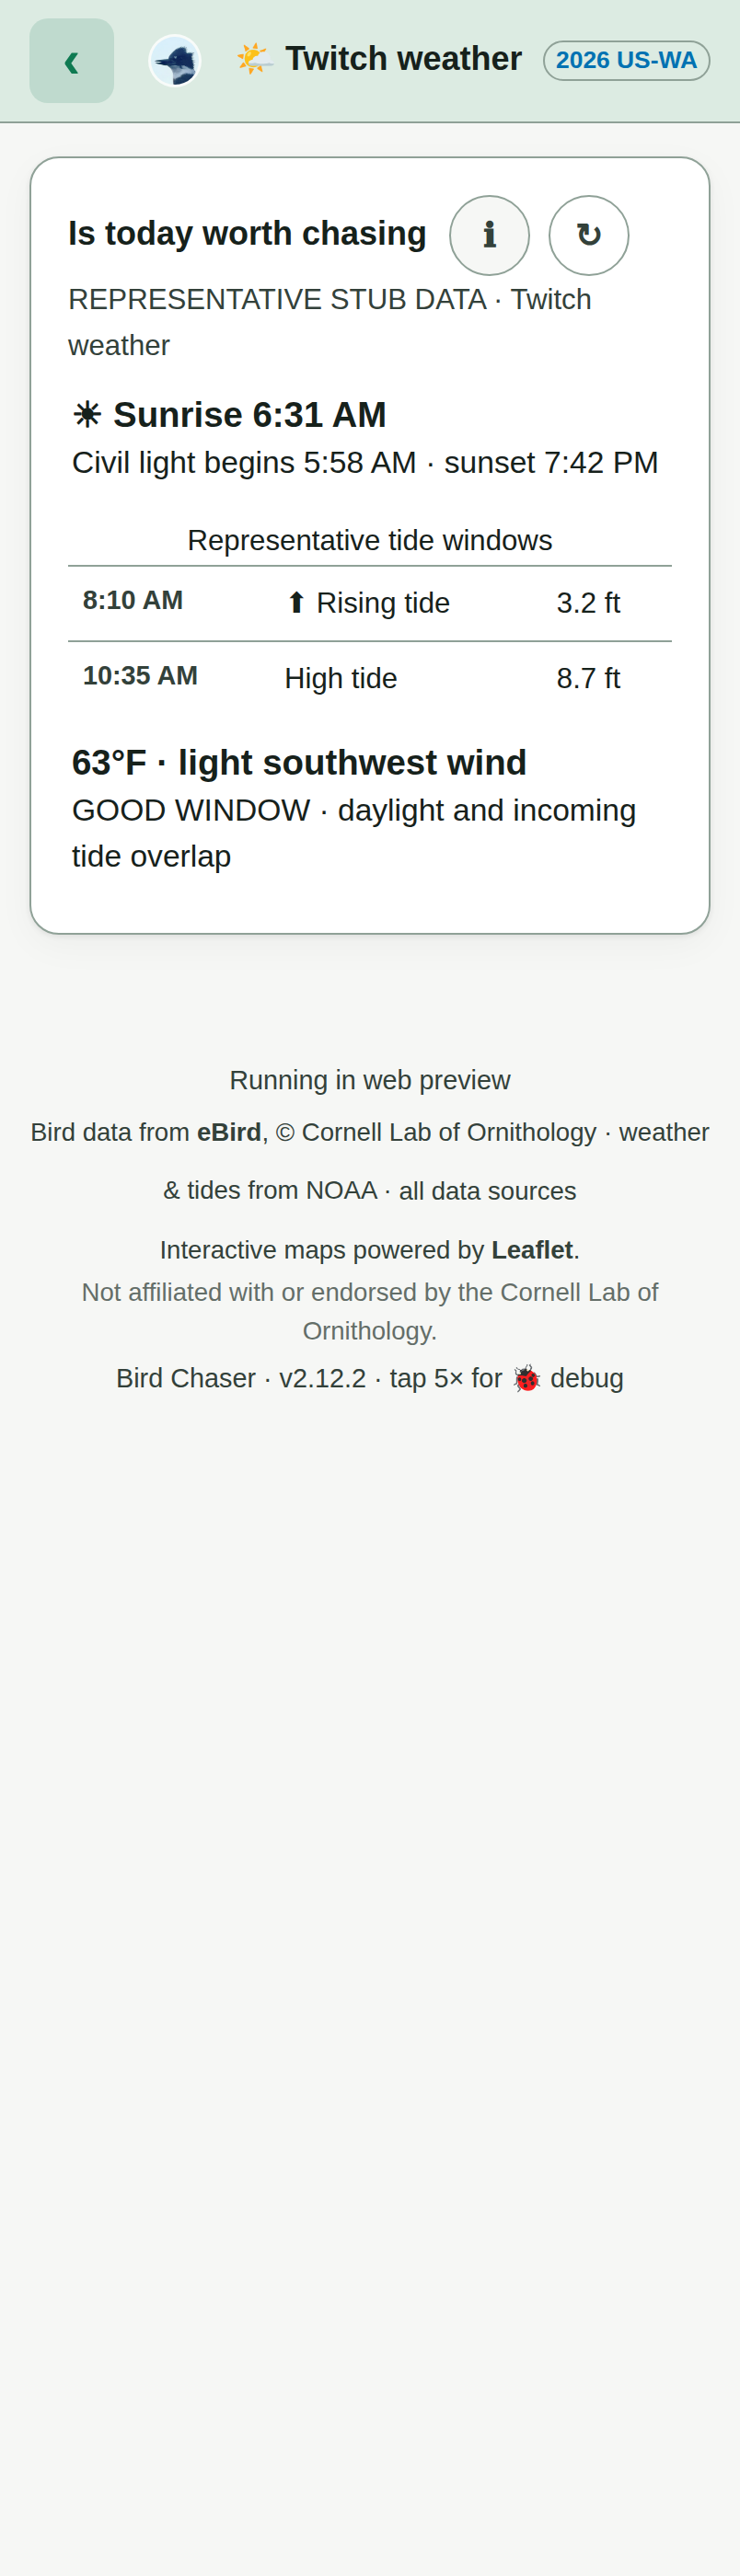 ‹ 🌤️ Twitch weather 2026 US-WA
Is today worth chasing ℹ ↻
REPRESENTATIVE STUB DATA · Twitch
weather
☀ Sunrise 6:31 AM
Civil light begins 5:58 AM · sunset 7:42 PM
Representative tide windows
8:10 AM ⬆ Rising tide 3.2 ft
10:35 AM High tide 8.7 ft
63°F · light southwest wind
GOOD WINDOW · daylight and incoming
tide overlap
Running in web preview
Bird data from eBird, © Cornell Lab of Ornithology · weather
& tides from NOAA · all data sources
Interactive maps powered by Leaflet.
Not affiliated with or endorsed by the Cornell Lab of
Ornithology.
Bird Chaser · v2.12.2 · tap 5× for 🐞 debug